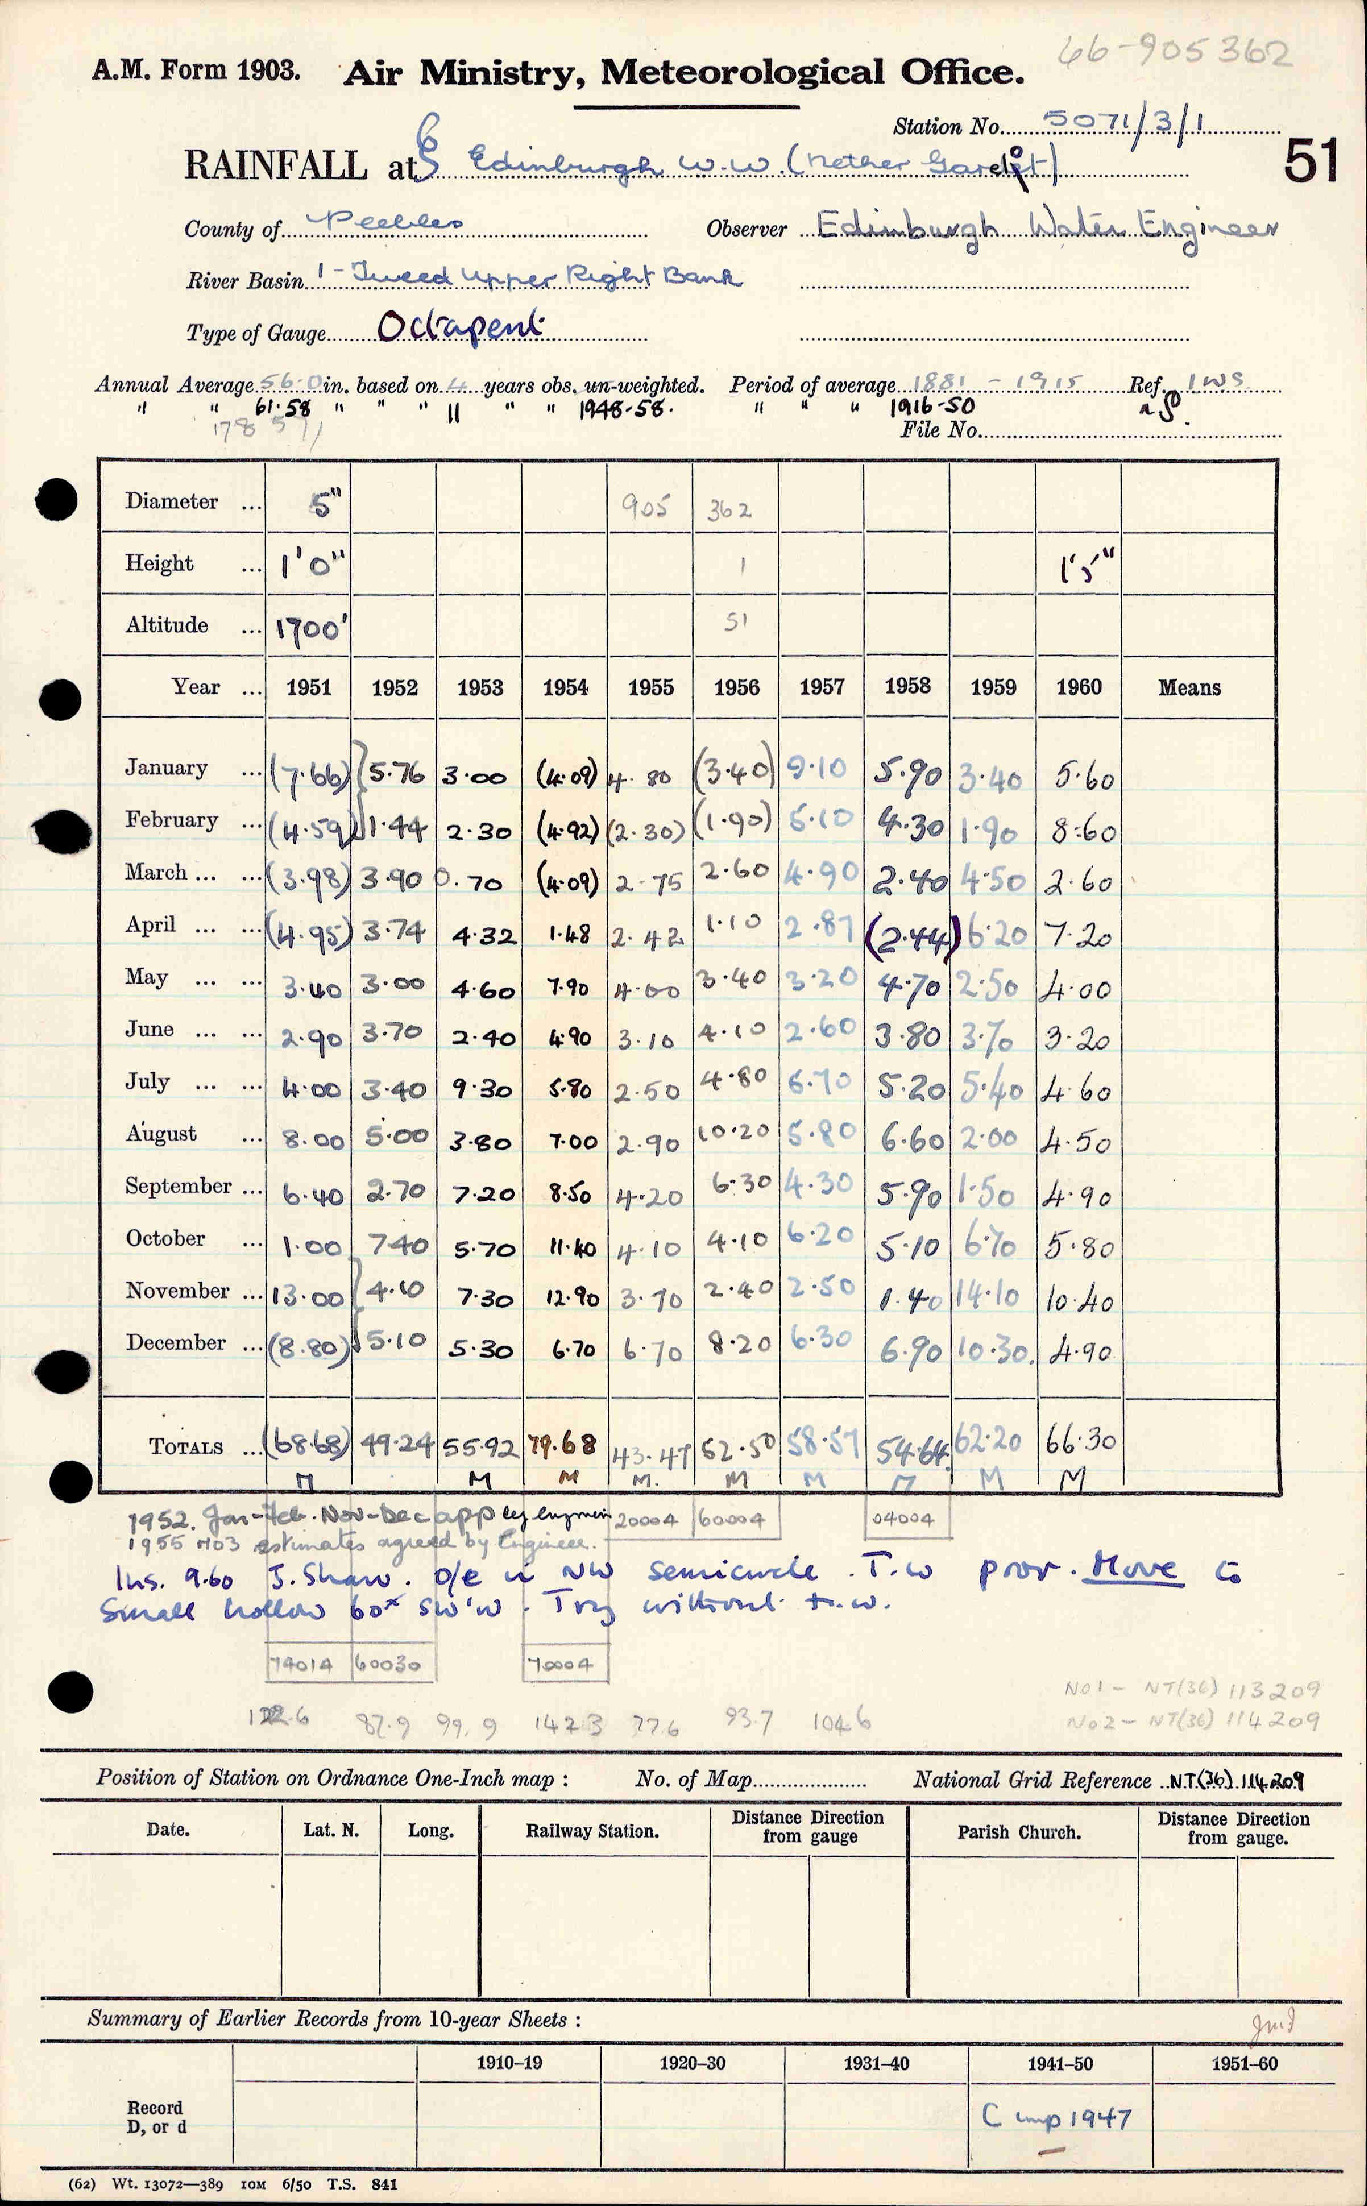 66-905362
A.M. Form 1903. Air Ministry, Meteorological Office.
Station No. 5071/3/1
51
RAINFALL at Edinburgh W.W. (Nether
County of Peebles Observer Edinburgh Water Engineer
River Basin 1 - Tweed Upper Right Bank
Type of Gauge Octapent
Annual Average 56.0 in. based on 4 years obs. un-weighted. Period of average 1881 - 1915 Ref. IWS
" " 61.58 " " " 11 " " 1948-58. " " " 1916-50 "
File No.
Diameter ... 5" 905 362
Height ... 1'0" 1 1'5"
Altitude ... 1700' 51
Year ... 1951 1952 1953 1954 1955 1956 1957 1958 1959 1960 Means
January ... (7.66) 5.76 3.00 (4.09) 4.80 (3.40) 9.10 5.90 3.40 5.60
February ... (4.59) 1.44 2.30 (4.92) (2.30) (1.90) 5.10 4.30 1.90 8.60
March ... ... (3.98) 3.90 0.70 (4.09) 2.75 2.60 4.90 2.40 4.50 2.60
April ... ... (4.95) 3.74 4.32 1.48 2.42 1.10 2.87 (2.44) 6.20 7.20
May ... ... 3.40 3.00 4.60 7.90 4.00 3.40 3.20 4.70 2.50 4.00
June ... ... 2.90 3.70 2.40 4.90 3.10 4.10 2.60 3.80 3.70 3.20
July ... ... 4.00 3.40 9.30 5.80 2.50 4.80 6.70 5.20 5.40 4.60
August ... 8.00 5.00 3.80 7.00 2.90 10.20 5.80 6.60 2.00 4.50
September ... 6.40 2.70 7.20 8.50 4.20 6.30 4.30 5.90 1.50 4.90
October ... 1.00 7.40 5.70 11.40 4.10 4.10 6.20 5.10 6.70 5.80
November ... 13.00 4.10 7.30 12.90 3.70 2.40 2.50 1.40 14.10 10.40
December ... (8.80) 5.10 5.30 6.70 6.70 8.20 6.30 6.90 10.30. 4.90
TOTALS ... (68.68) 49.24 55.92 79.68 43.47 52.50 58.57 54.64 62.20 66.30
M M M M. M M M M M
1952. Jan-Feb. Nov-Dec app by engineer 20004 60004 04004
1955 M03 estimates agreed by Engineer.
Ins. 9.60 J. Shaw. o/e in NW semicircle. T.W prov. Move to
small hollow 60x SW'W. Try without t.w.
74014 60030 70004
122.6 87.9 99.9 142.3 77.6 93.7 104.6
No1 - NT(36) 113209
No2 - NT(36) 114209
Position of Station on Ordnance One-Inch map : No. of Map National Grid Reference N.T.(36).114209
Date. Lat. N. Long. Railway Station. Distance from gauge Direction Parish Church. Distance from gauge. Direction
Summary of Earlier Records from 10-year Sheets :
1910–19 1920–30 1931–40 1941–50 1951–60
Record
D, or d
C imp 1947
(62) Wt. 13072—389 10M 6/50 T.S. 841